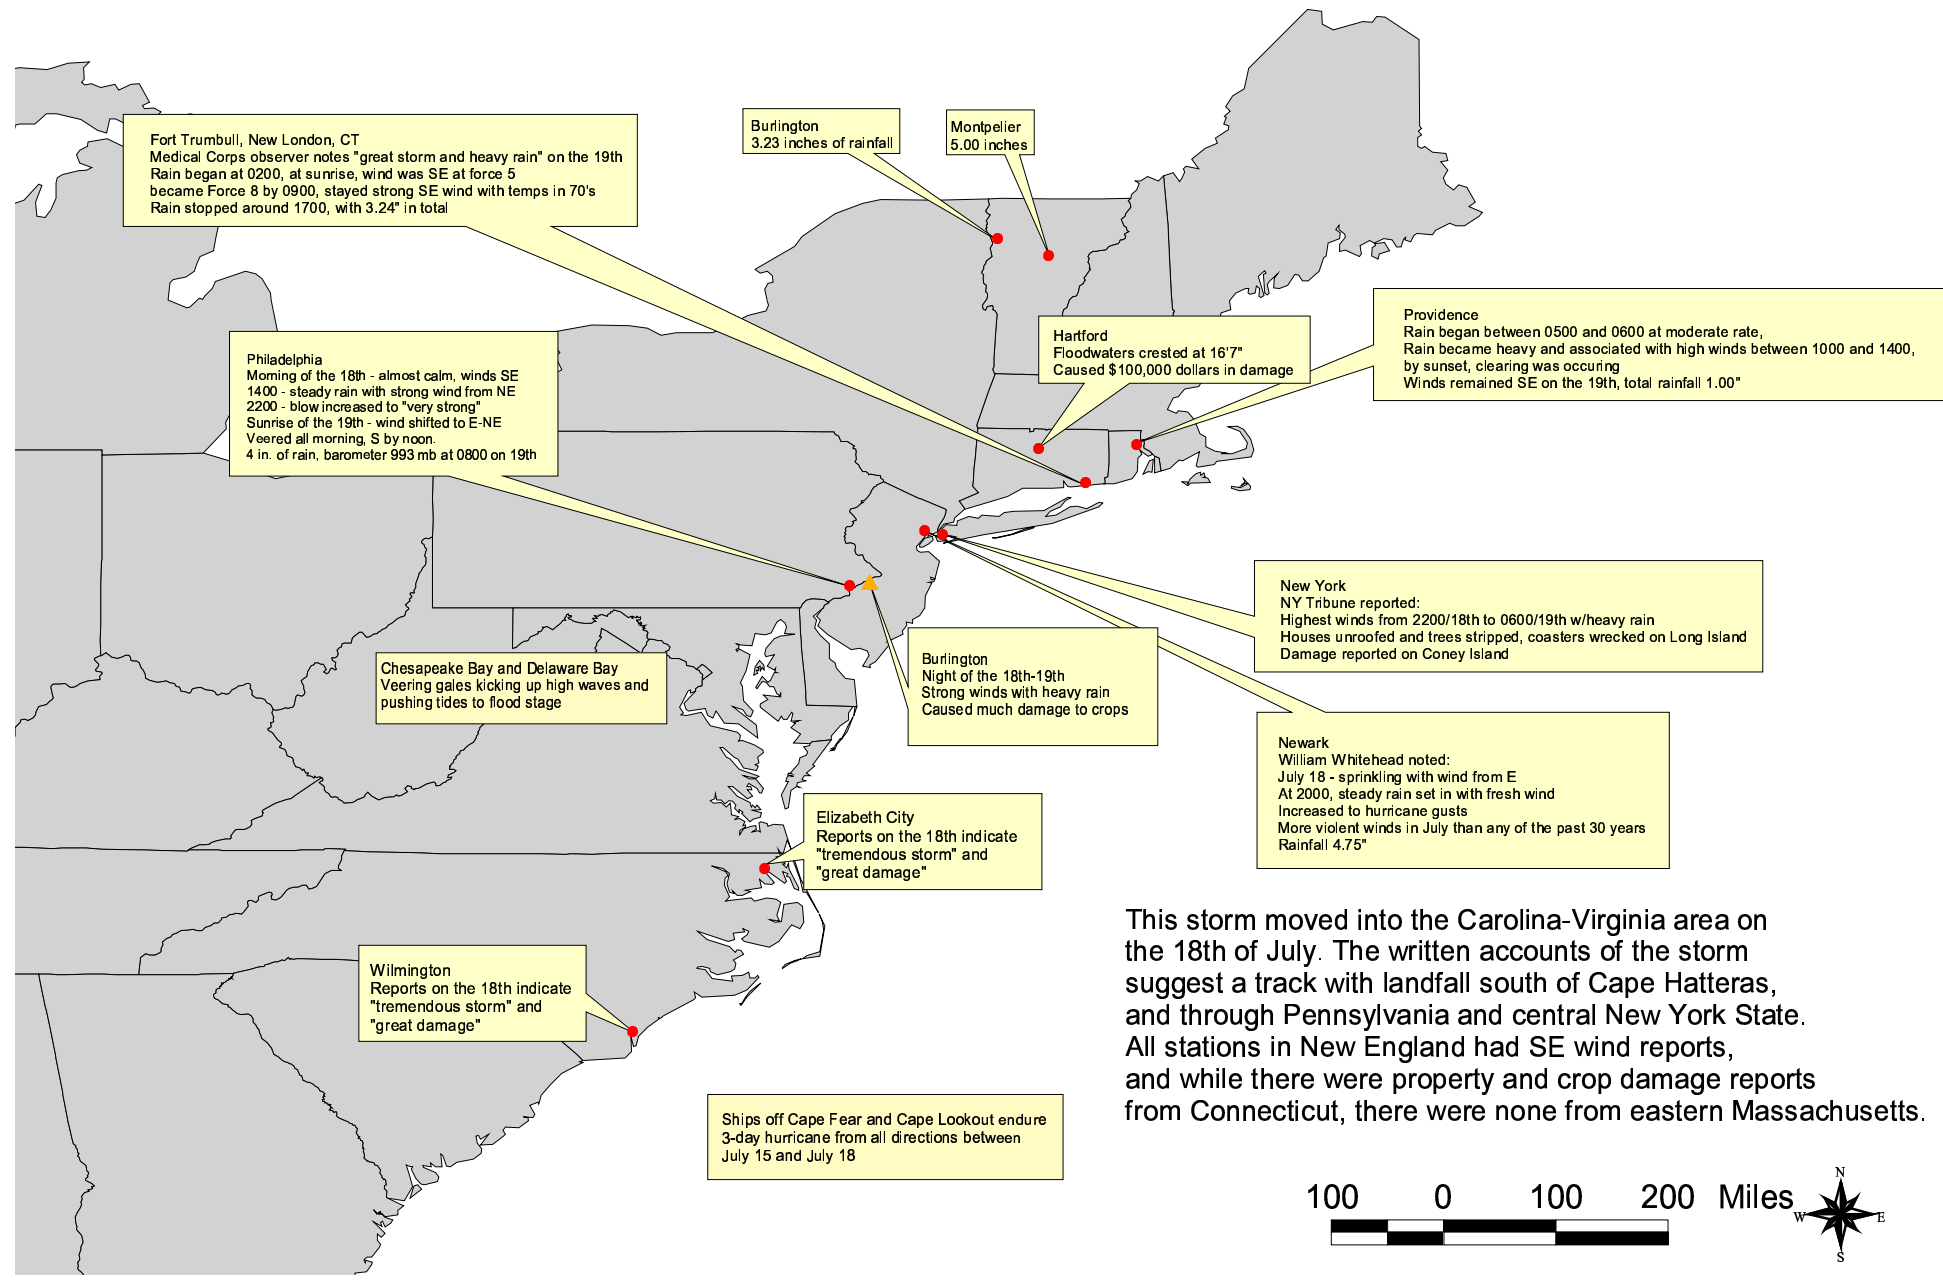 Burlington
3.23 inches of rainfall
Montpelier
5.00 inches
Fort Trumbull, New London, CT
Medical Corps observer notes "great storm and heavy rain" on the 19th
Rain began at 0200, at sunrise, wind was SE at force 5
became Force 8 by 0900, stayed strong SE wind with temps in 70's
Rain stopped around 1700, with 3.24" in total
Providence
Rain began between 0500 and 0600 at moderate rate,
Rain became heavy and associated with high winds between 1000 and 1400,
by sunset, clearing was occuring
Winds remained SE on the 19th, total rainfall 1.00"
Hartford
Floodwaters crested at 16'7"
Caused $100,000 dollars in damage
Philadelphia
Morning of the 18th - almost calm, winds SE
1400 - steady rain with strong wind from NE
2200 - blow increased to "very strong"
Sunrise of the 19th - wind shifted to E-NE
Veered all morning, S by noon.
4 in. of rain, barometer 993 mb at 0800 on 19th
New York
NY Tribune reported:
Highest winds from 2200/18th to 0600/19th w/heavy rain
Houses unroofed and trees stripped, coasters wrecked on Long Island
Damage reported on Coney Island
Chesapeake Bay and Delaware Bay
Veering gales kicking up high waves and
pushing tides to flood stage
Burlington
Night of the 18th-19th
Strong winds with heavy rain
Caused much damage to crops
Newark
William Whitehead noted:
July 18 - sprinkling with wind from E
At 2000, steady rain set in with fresh wind
Increased to hurricane gusts
More violent winds in July than any of the past 30 years
Rainfall 4.75"
Elizabeth City
Reports on the 18th indicate
"tremendous storm" and
"great damage"
Wilmington
Reports on the 18th indicate
"tremendous storm" and
"great damage"
This storm moved into the Carolina-Virginia area on
the 18th of July. The written accounts of the storm
suggest a track with landfall south of Cape Hatteras,
and through Pennsylvania and central New York State.
All stations in New England had SE wind reports,
and while there were property and crop damage reports
from Connecticut, there were none from eastern Massachusetts.
Ships off Cape Fear and Cape Lookout endure
3-day hurricane from all directions between
July 15 and July 18
100 0 100 200 Miles
N
W E
S